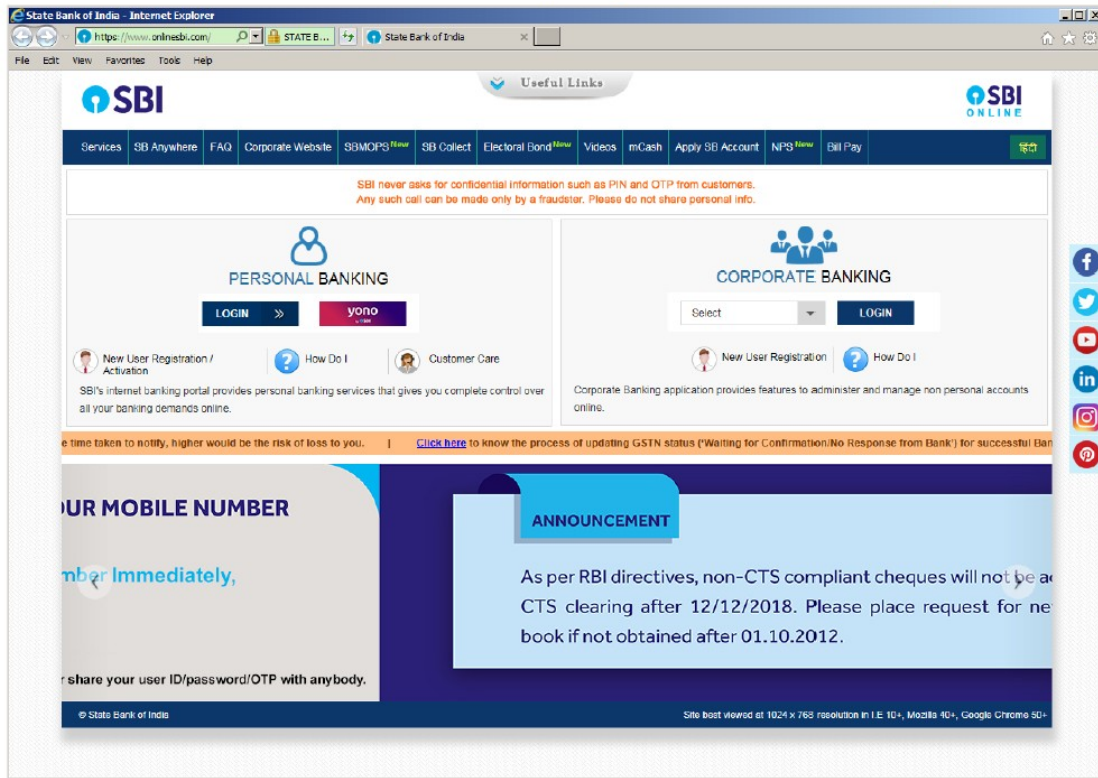 State Bank of India - Internet Explorer
https://www.onlinesbi.com/
STATE B...
State Bank of India
File Edit View Favorites Tools Help
Useful Links
SBI
SBI
ONLINE
Services SB Anywhere FAQ Corporate Website SBMOPS New SB Collect Electoral Bond New Videos mCash Apply SB Account NPS New Bill Pay हिंदी
SBI never asks for confidential information such as PIN and OTP from customers.
Any such call can be made only by a fraudster. Please do not share personal info.
PERSONAL BANKING
LOGIN »
yono
New User Registration /
Activation
How Do I
Customer Care
SBI's internet banking portal provides personal banking services that gives you complete control over
all your banking demands online.
CORPORATE BANKING
Select
LOGIN
New User Registration
How Do I
Corporate Banking application provides features to administer and manage non personal accounts
online.
e time taken to notify, higher would be the risk of loss to you. | Click here to know the process of updating GSTN status ('Waiting for Confirmation/No Response from Bank') for successful Ban
OUR MOBILE NUMBER
mber Immediately,
r share your user ID/password/OTP with anybody.
ANNOUNCEMENT
As per RBI directives, non-CTS compliant cheques will not be a
CTS clearing after 12/12/2018. Please place request for ne
book if not obtained after 01.10.2012.
© State Bank of India
Site best viewed at 1024 x 768 resolution in I.E 10+, Mozilla 40+, Google Chrome 50+